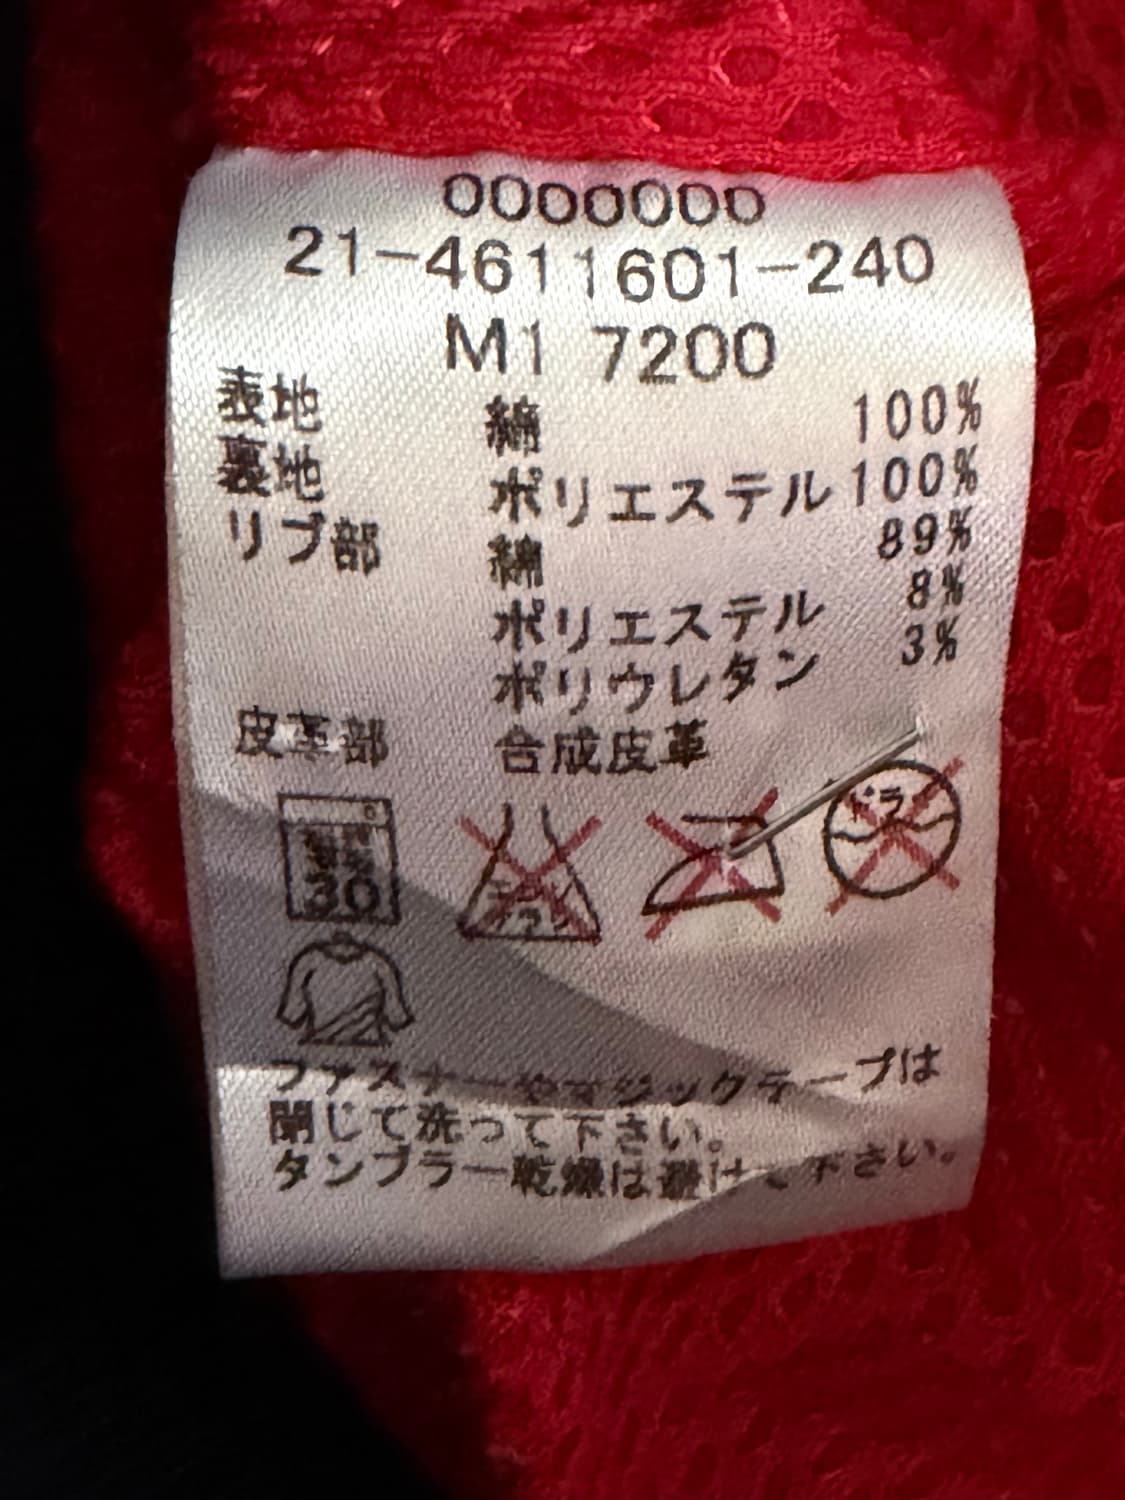 0000000
21-4611601-240
M1 7200
表地 綿 100%
裏地 ポリエステル 100%
リブ部 綿 89%
ポリエステル 8%
ポリウレタン 3%
皮革部 合成皮革
30
ドライ
ファスナーやマジックテープは
閉じて洗って下さい。
タンブラー乾燥は避けて下さい。